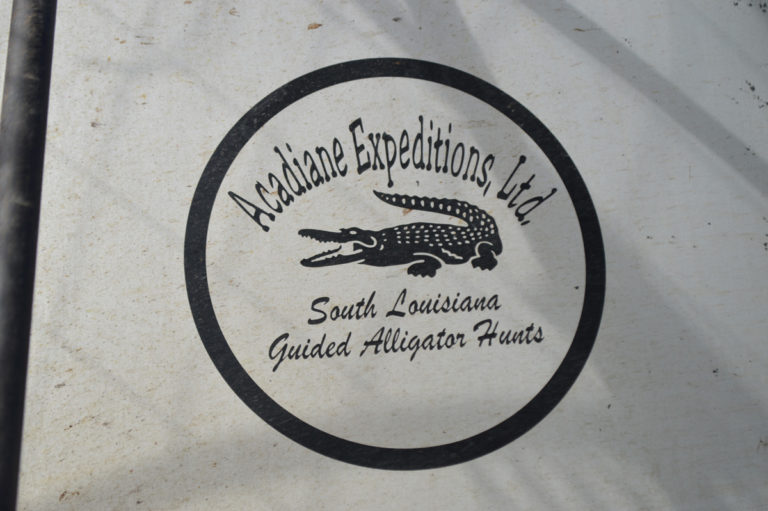 Acadiane Expeditions, Ltd.
South Louisiana
Guided Alligator Hunts